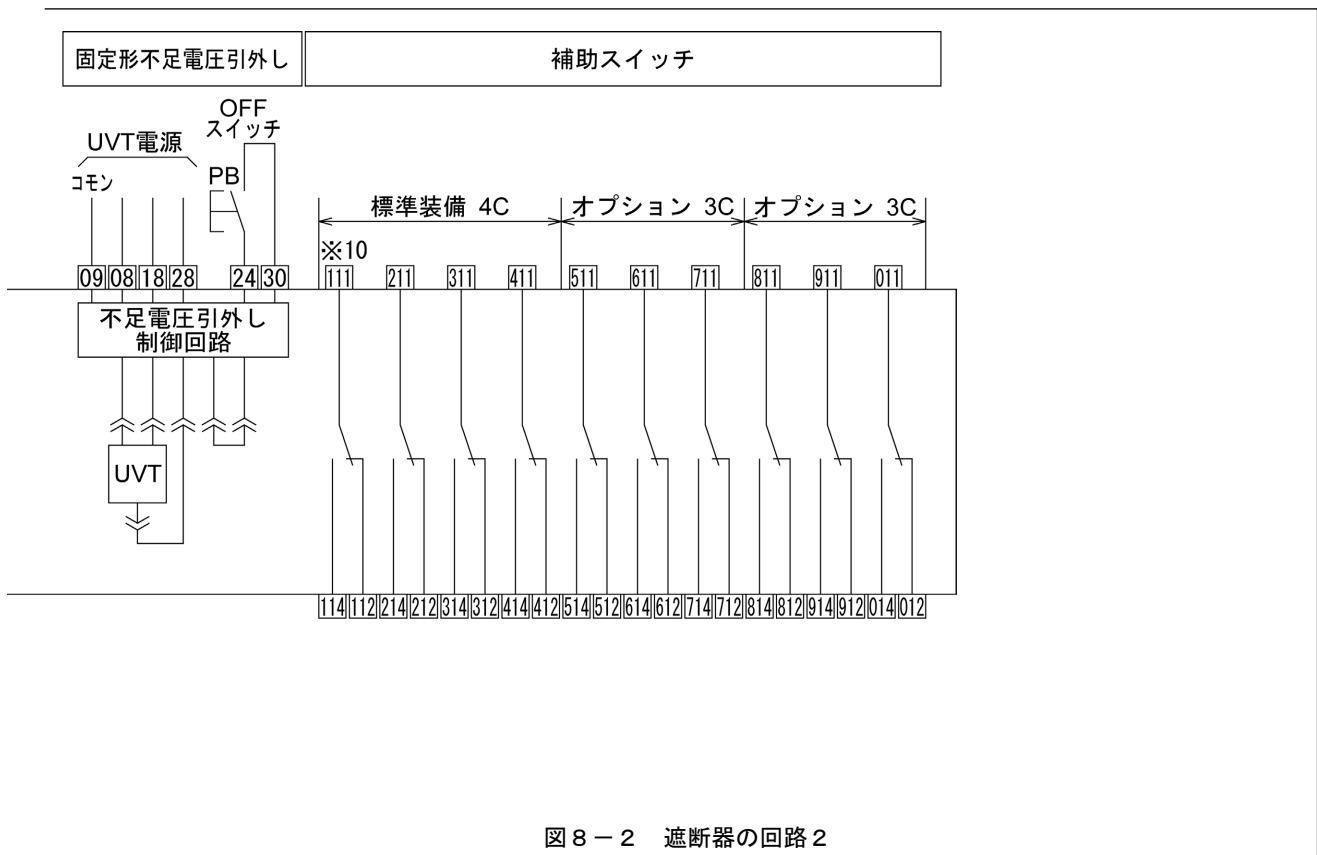 固定形不足電圧引外し
補助スイッチ
OFF
スイッチ
UVT電源
コモン
PB
標準装備 4C
オプション 3C
オプション 3C
※10
09 08 18 28 24 30 111 211 311 411 511 611 711 811 911 011
不足電圧引外し
制御回路
UVT
114 112 214 212 314 312 414 412 514 512 614 612 714 712 814 812 914 912 014 012
図8-2 遮断器の回路2